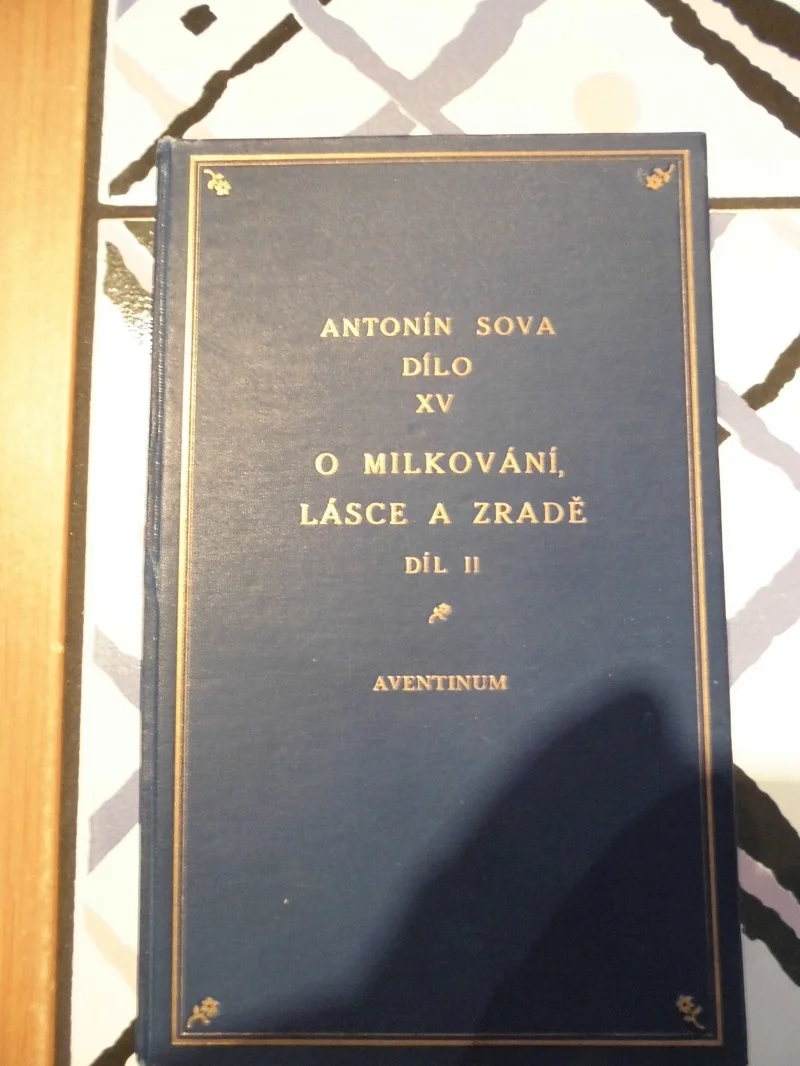 ANTONÍN SOVA
DÍLO
XV
O MILKOVÁNÍ,
LÁSCE A ZRADĚ
DÍL II
AVENTINUM